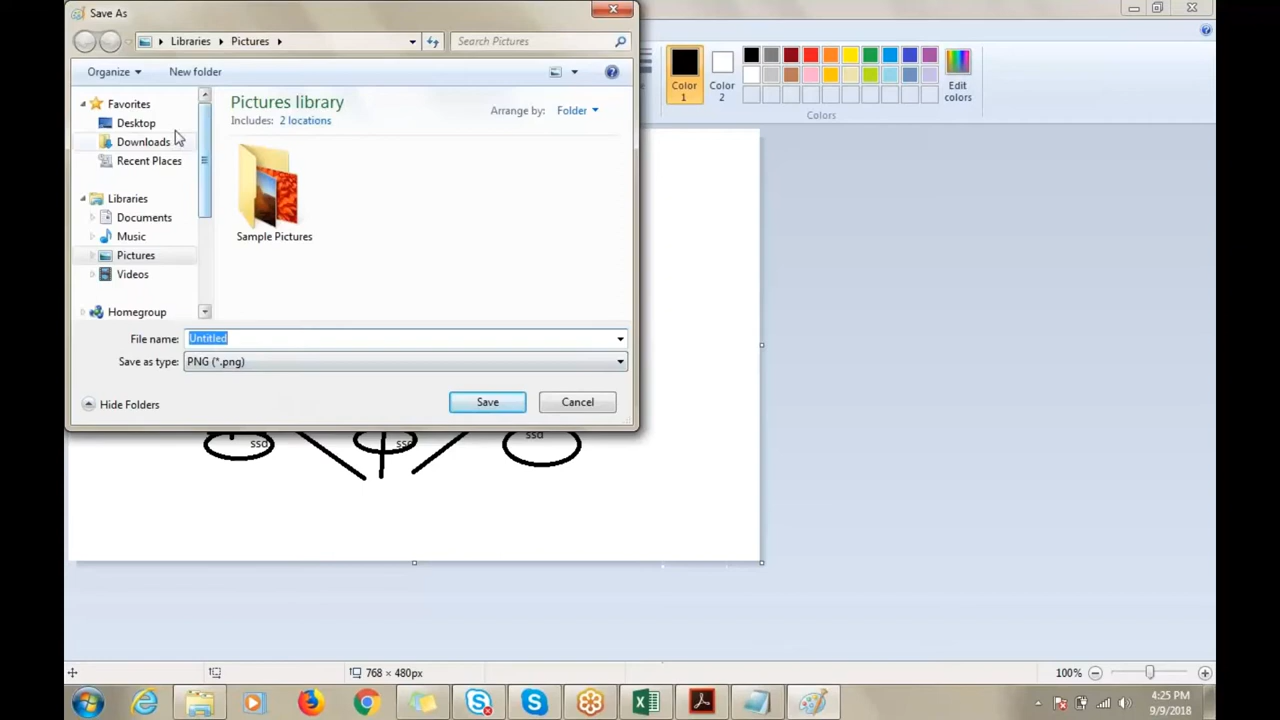 Save As
Libraries
Pictures
Search Pictures
Organize
New folder
Favorites
Desktop
Downloads
Recent Places
Libraries
Documents
Music
Pictures
Videos
Homegroup
Pictures library
Includes: 2 locations
Arrange by: Folder
Sample Pictures
File name: Untitled
Save as type: PNG (*.png)
Hide Folders
Save
Cancel
Color
1
Color
2
Edit
colors
Colors
ssd
ssd
ssd
768 × 480px
100%
4:25 PM
9/9/2018